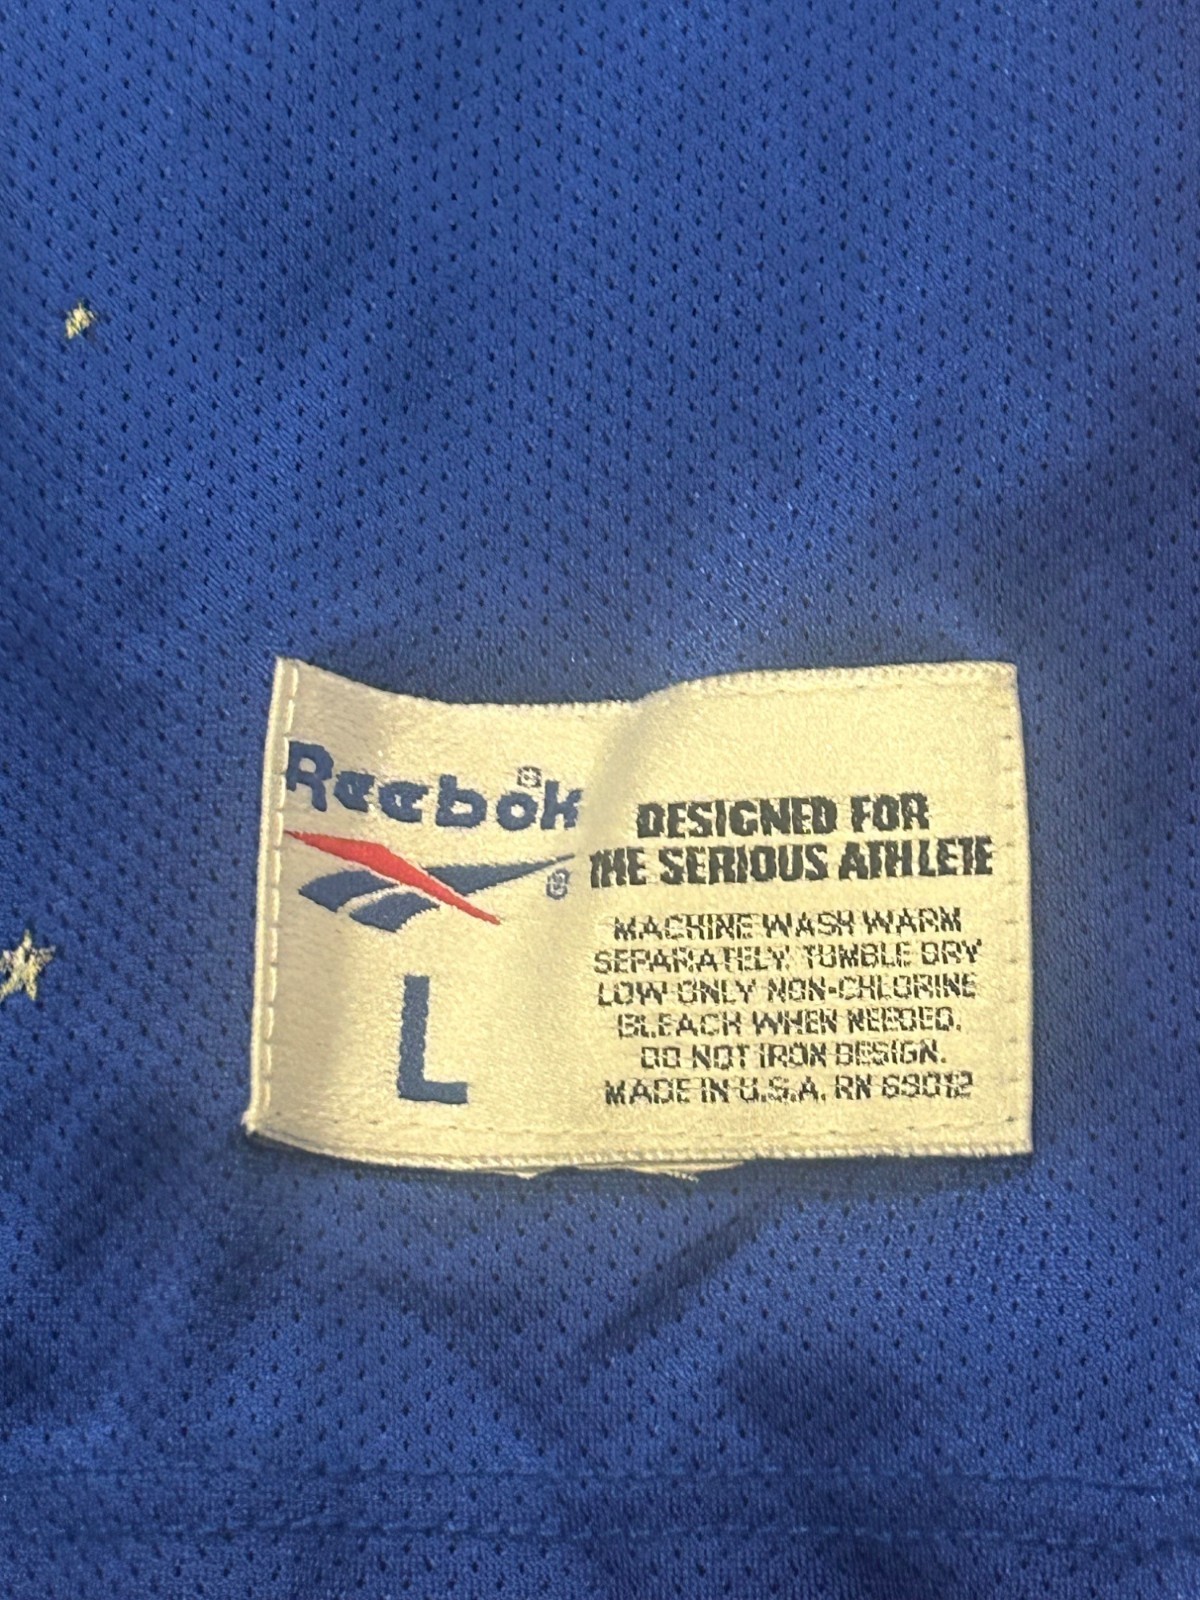 Reebok®
®
L
DESIGNED FOR
THE SERIOUS ATHLETE
MACHINE WASH WARM
SEPARATELY. TUMBLE DRY
LOW ONLY NON-CHLORINE
BLEACH WHEN NEEDED.
DO NOT IRON DESIGN.
MADE IN U.S.A. RN 69012